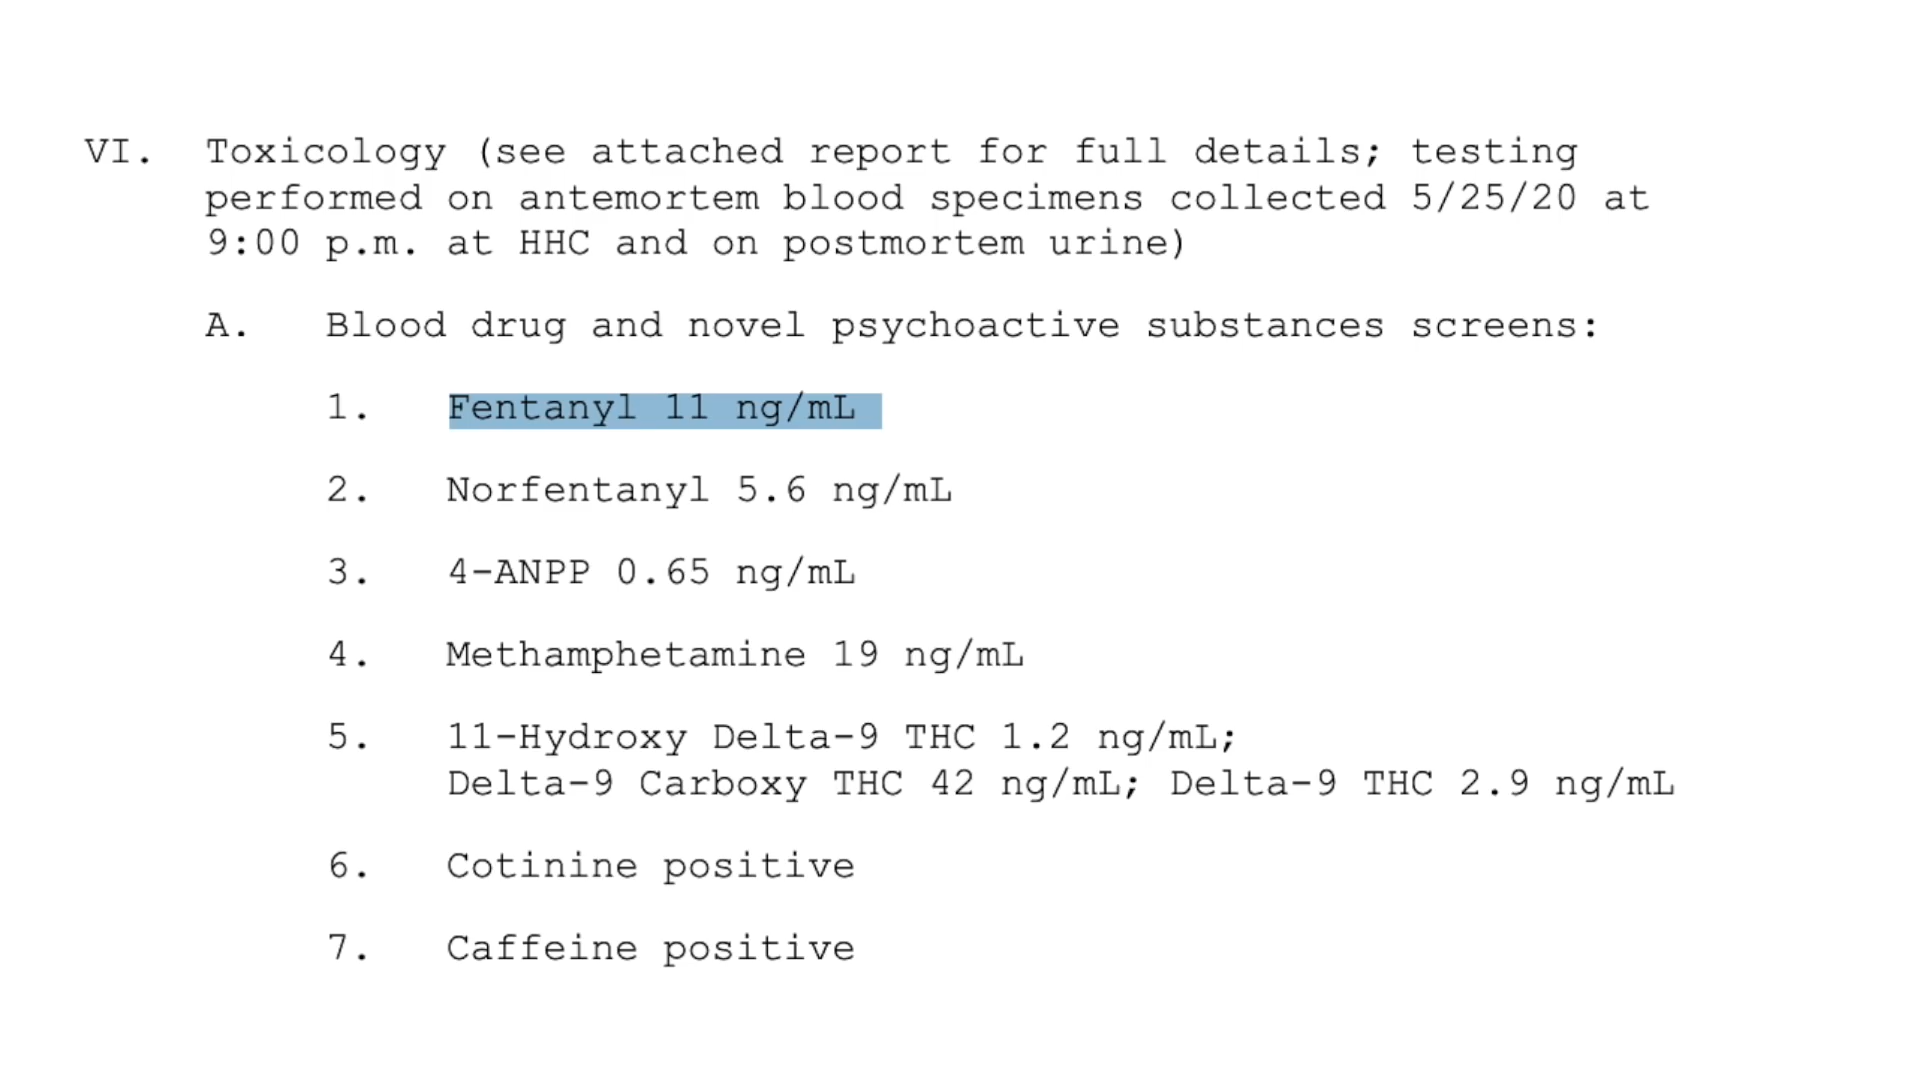 VI. Toxicology (see attached report for full details; testing
performed on antemortem blood specimens collected 5/25/20 at
9:00 p.m. at HHC and on postmortem urine)
A. Blood drug and novel psychoactive substances screens:
1. Fentanyl 11 ng/mL
2. Norfentanyl 5.6 ng/mL
3. 4-ANPP 0.65 ng/mL
4. Methamphetamine 19 ng/mL
5. 11-Hydroxy Delta-9 THC 1.2 ng/mL;
Delta-9 Carboxy THC 42 ng/mL; Delta-9 THC 2.9 ng/mL
6. Cotinine positive
7. Caffeine positive